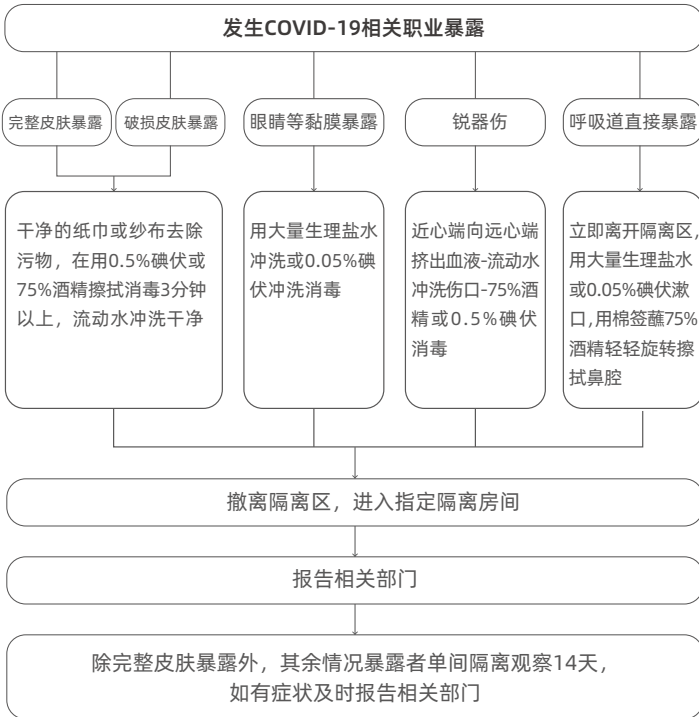 发生COVID-19相关职业暴露
完整皮肤暴露
破损皮肤暴露
眼睛等黏膜暴露
锐器伤
呼吸道直接暴露
干净的纸巾或纱布去除
污物，在用0.5%碘伏或
75%酒精擦拭消毒3分钟
以上，流动水冲洗干净
用大量生理盐水
冲洗或0.05%碘
伏冲洗消毒
近心端向远心端
挤出血液-流动水
冲洗伤口-75%酒
精或0.5%碘伏
消毒
立即离开隔离区，
用大量生理盐水
或0.05%碘伏漱
口，用棉签蘸75%
酒精轻轻旋转擦
拭鼻腔
撤离隔离区，进入指定隔离房间
报告相关部门
除完整皮肤暴露外，其余情况暴露者单间隔离观察14天，
如有症状及时报告相关部门